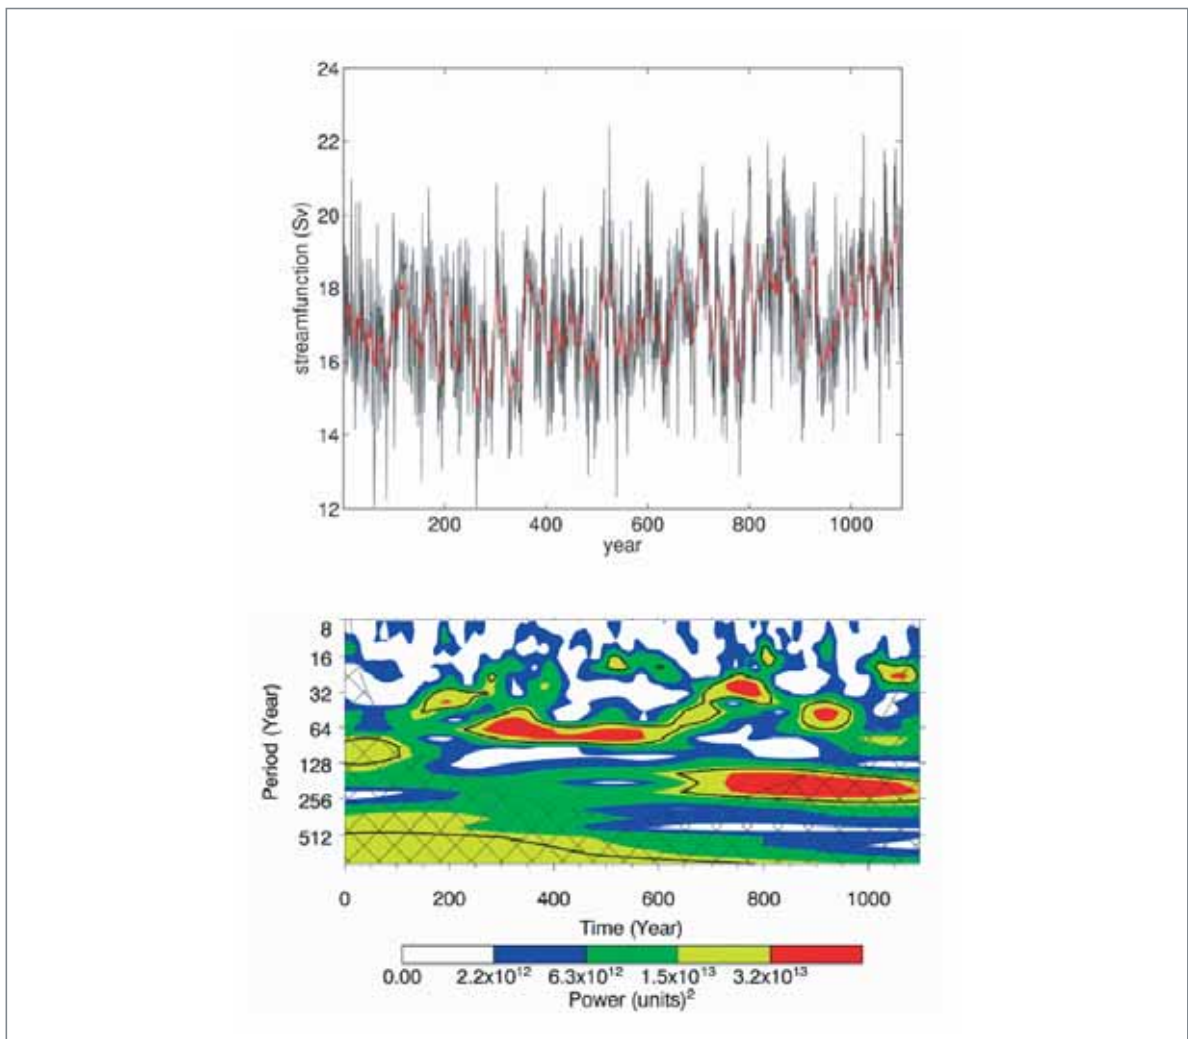 24
22
20
18
16
14
12
streamfunction (Sv)
200 400 600 800 1000
year
8
16
32
64
128
256
512
Period (Year)
0 200 400 600 800 1000
Time (Year)
0.00 2.2x10¹² 6.3x10¹² 1.5x10¹³ 3.2x10¹³
Power (units)²